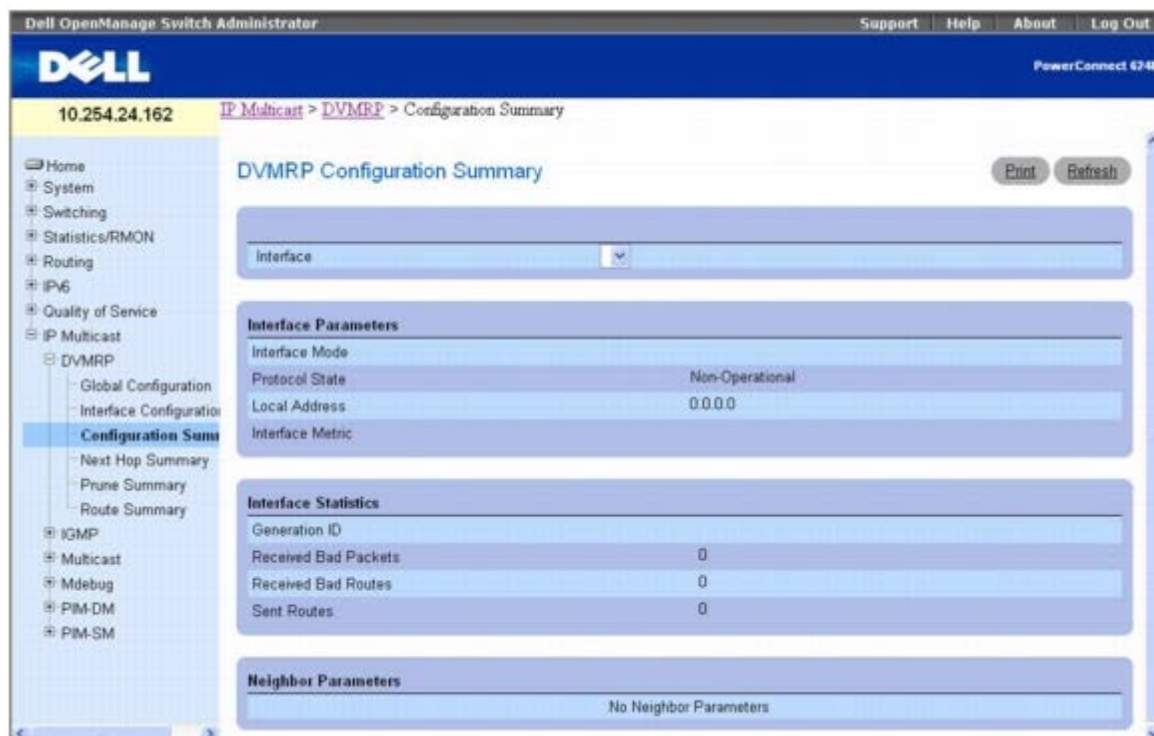 Dell OpenManage Switch Administrator
Support Help About Log Out
DELL
PowerConnect 6248
10.254.24.162
IP Multicast > DVMRP > Configuration Summary
Home
System
Switching
Statistics/RMON
Routing
IPv6
Quality of Service
IP Multicast
DVMRP
Global Configuration
Interface Configuration
Configuration Summ
Next Hop Summary
Prune Summary
Route Summary
IGMP
Multicast
Mdebug
PIM-DM
PIM-SM
DVMRP Configuration Summary
Print Refresh
Interface
Interface Parameters
Interface Mode
Protocol State Non-Operational
Local Address 0.0.0.0
Interface Metric
Interface Statistics
Generation ID
Received Bad Packets 0
Received Bad Routes 0
Sent Routes 0
Neighbor Parameters
No Neighbor Parameters